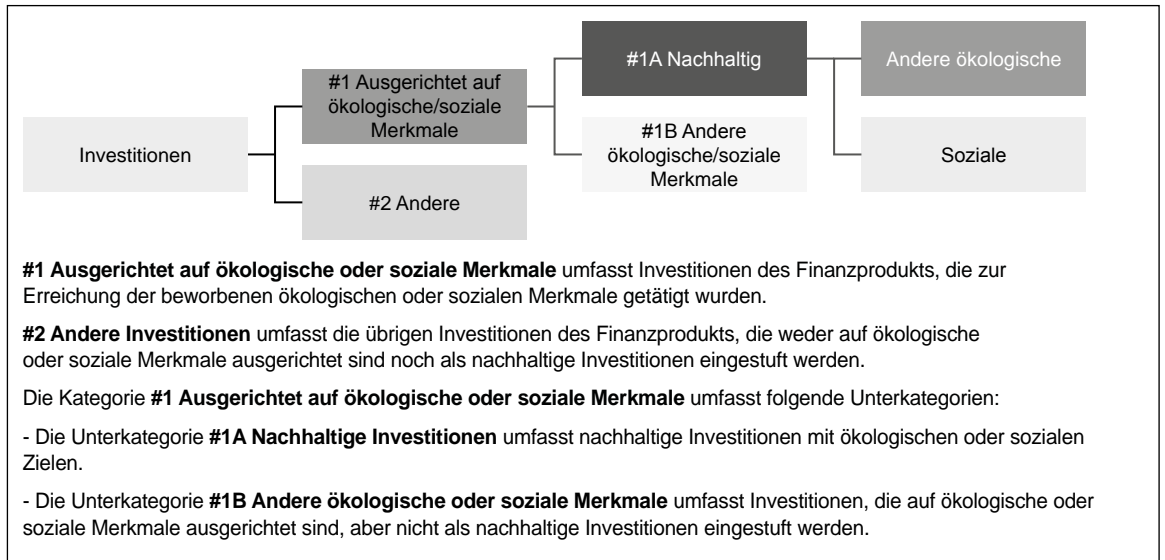 #1A Nachhaltig
Andere ökologische
#1 Ausgerichtet auf
ökologische/soziale
Merkmale
Investitionen
#1B Andere
ökologische/soziale
Merkmale
Soziale
#2 Andere
#1 Ausgerichtet auf ökologische oder soziale Merkmale umfasst Investitionen des Finanzprodukts, die zur
Erreichung der beworbenen ökologischen oder sozialen Merkmale getätigt wurden.
#2 Andere Investitionen umfasst die übrigen Investitionen des Finanzprodukts, die weder auf ökologische
oder soziale Merkmale ausgerichtet sind noch als nachhaltige Investitionen eingestuft werden.
Die Kategorie #1 Ausgerichtet auf ökologische oder soziale Merkmale umfasst folgende Unterkategorien:
- Die Unterkategorie #1A Nachhaltige Investitionen umfasst nachhaltige Investitionen mit ökologischen oder sozialen
Zielen.
- Die Unterkategorie #1B Andere ökologische oder soziale Merkmale umfasst Investitionen, die auf ökologische oder
soziale Merkmale ausgerichtet sind, aber nicht als nachhaltige Investitionen eingestuft werden.